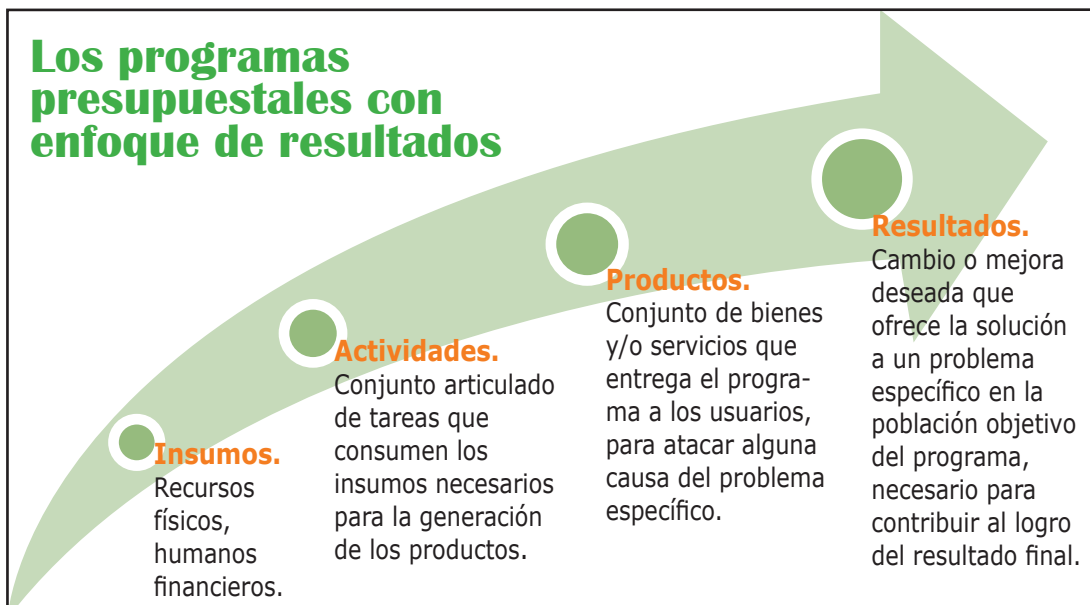 Los programas
presupuestales con
enfoque de resultados
Insumos.
Recursos
físicos,
humanos
financieros.
Actividades.
Conjunto articulado
de tareas que
consumen los
insumos necesarios
para la generación
de los productos.
Productos.
Conjunto de bienes
y/o servicios que
entrega el progra-
ma a los usuarios,
para atacar alguna
causa del problema
específico.
Resultados.
Cambio o mejora
deseada que
ofrece la solución
a un problema
específico en la
población objetivo
del programa,
necesario para
contribuir al logro
del resultado final.